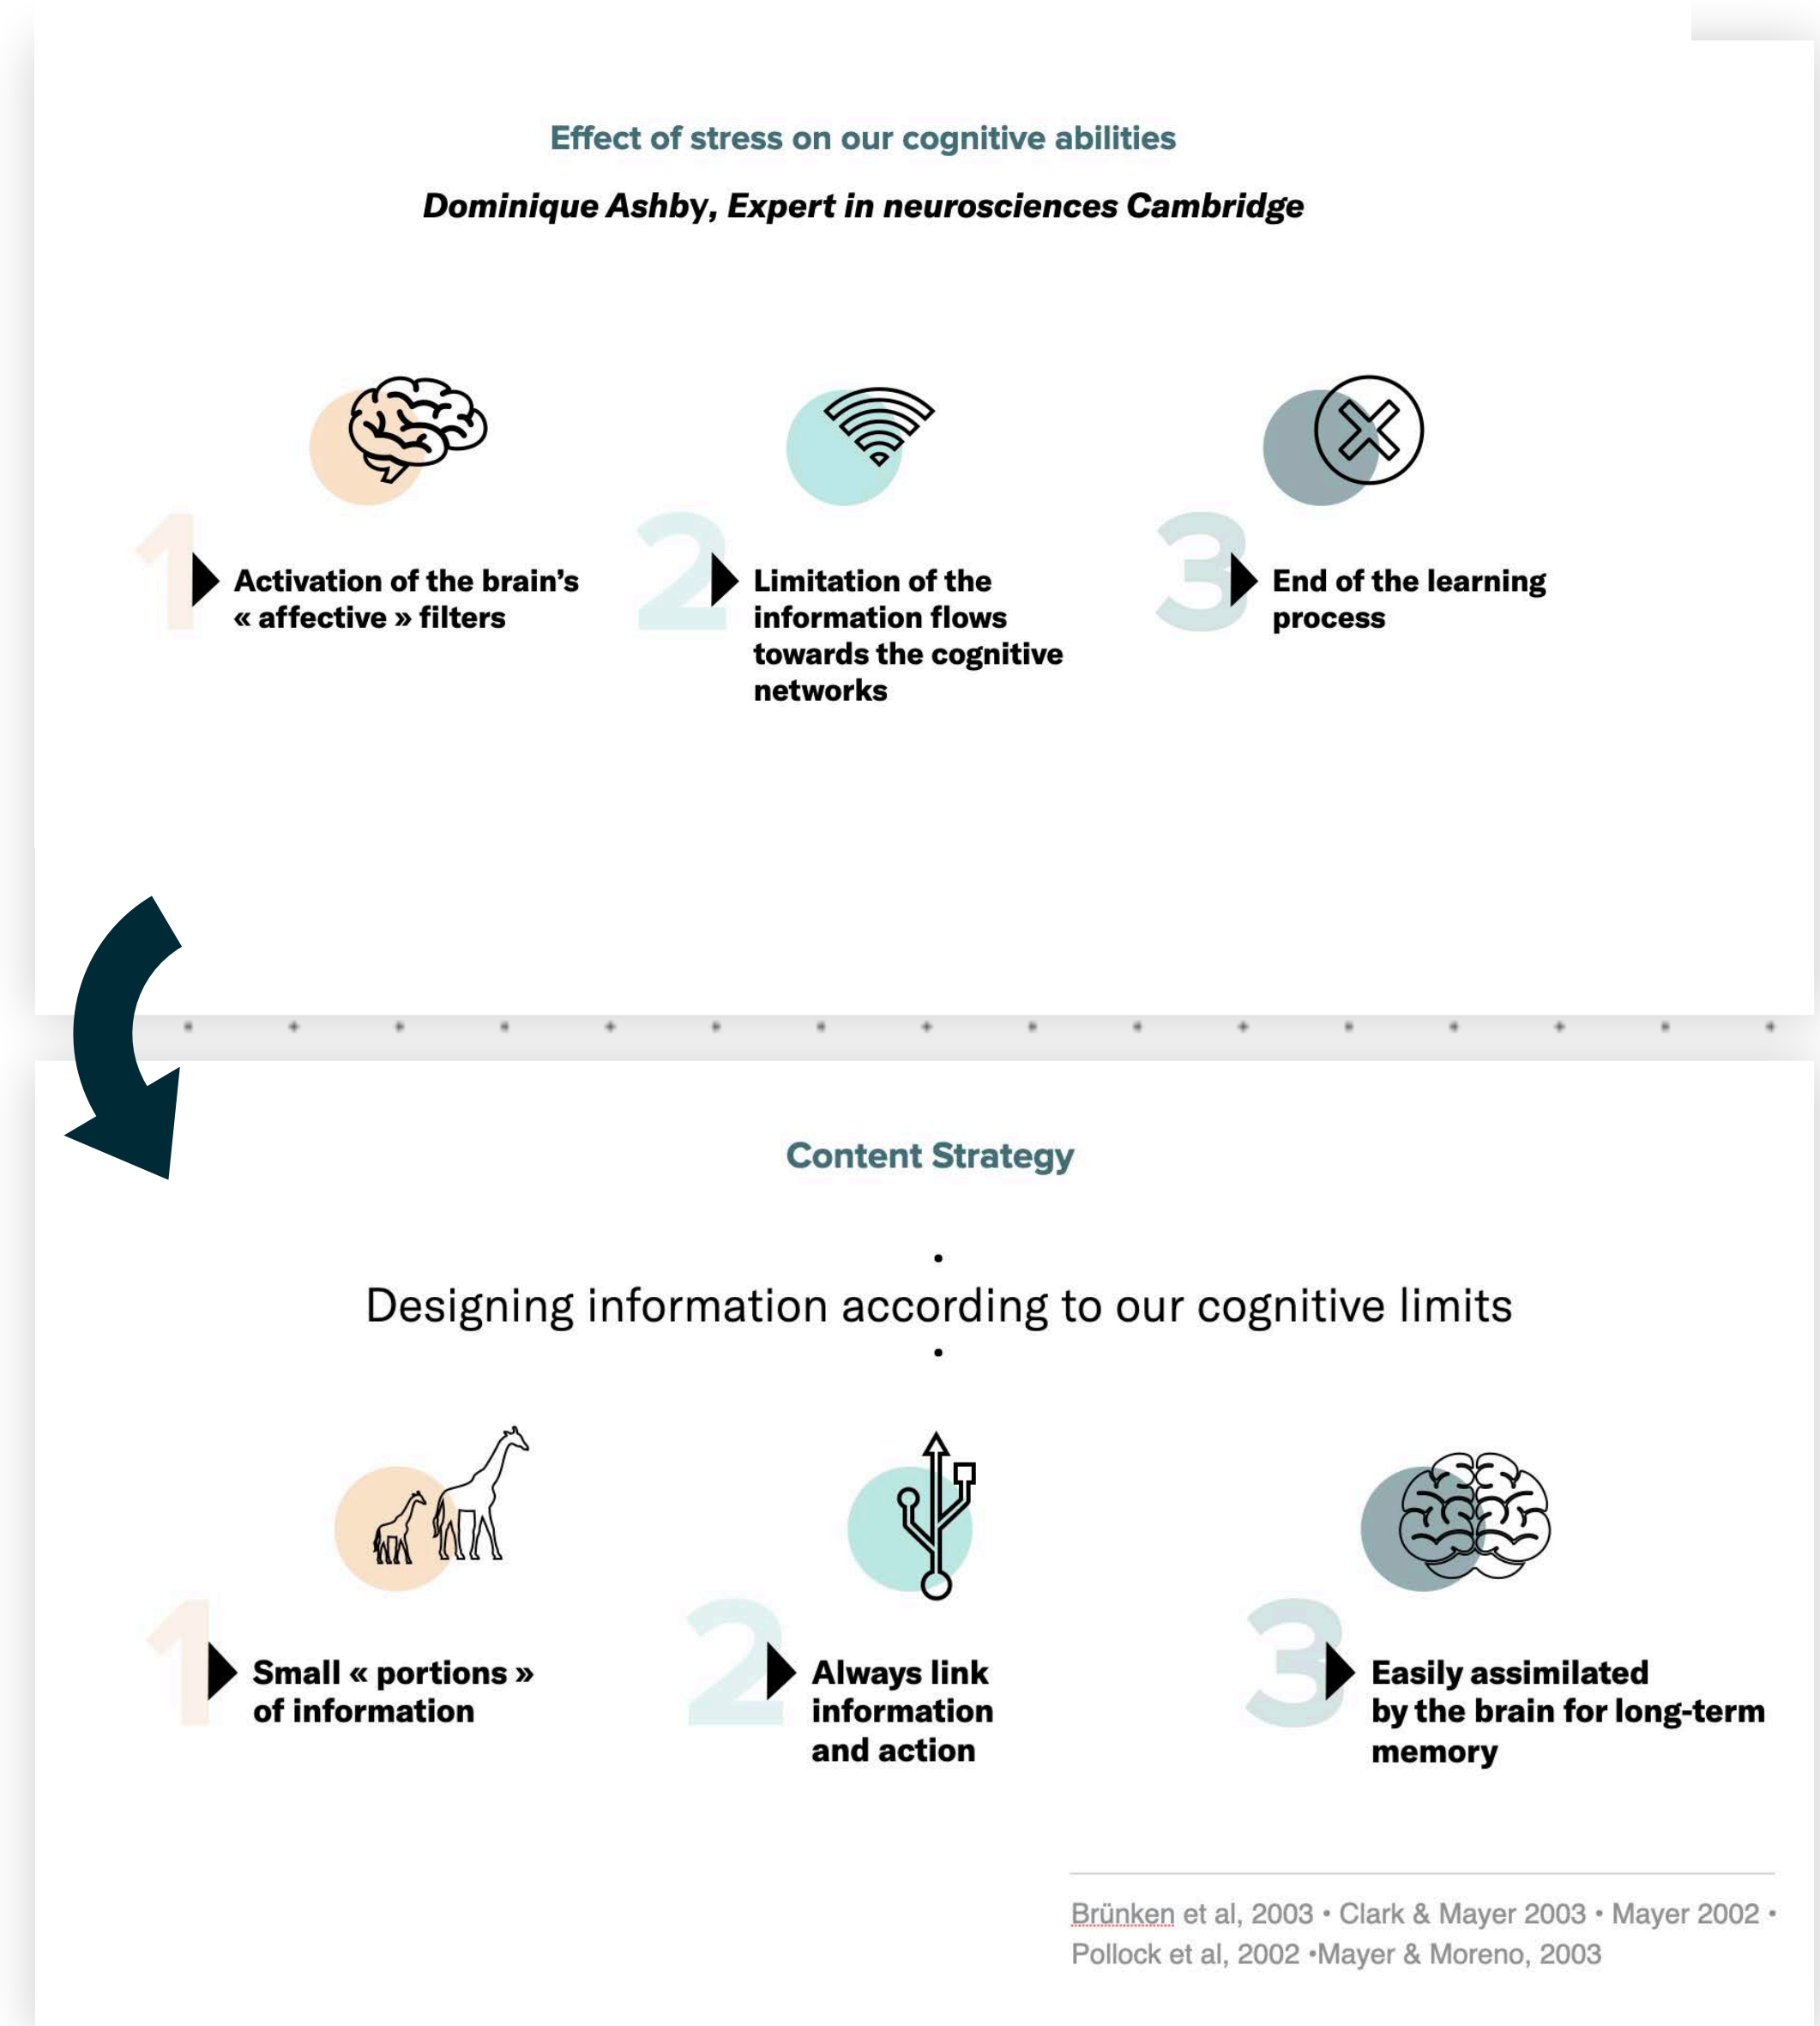 Effect of stress on our cognitive abilities
Dominique Ashby, Expert in neurosciences Cambridge
1
Activation of the brain’s
« affective » filters
2
Limitation of the
information flows
towards the cognitive
networks
3
End of the learning
process
Content Strategy
•
Designing information according to our cognitive limits
•
1
Small « portions »
of information
2
Always link
information
and action
3
Easily assimilated
by the brain for long-term
memory
Brünken et al, 2003 • Clark & Mayer 2003 • Mayer 2002 •
Pollock et al, 2002 •Mayer & Moreno, 2003